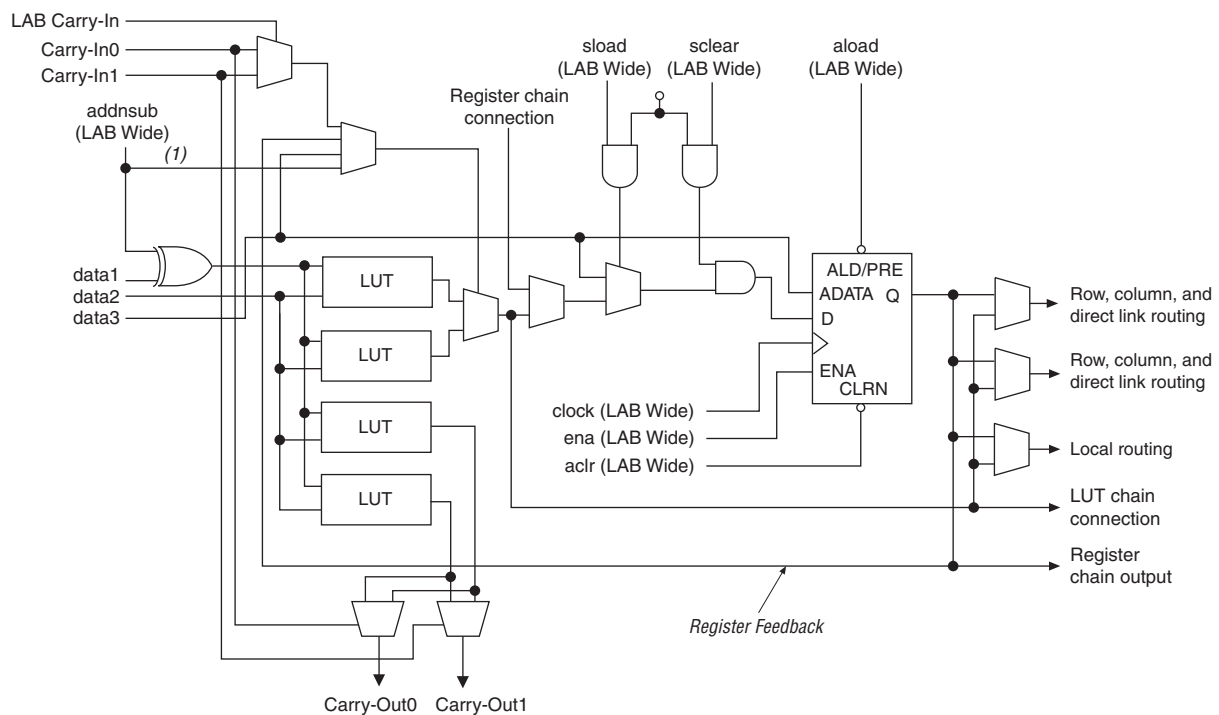 LAB Carry-In
Carry-In0
Carry-In1
addnsub
(LAB Wide)
(1)
Register chain
connection
sload
(LAB Wide)
sclear
(LAB Wide)
aload
(LAB Wide)
data1
data2
data3
LUT
LUT
LUT
LUT
ALD/PRE
ADATA
Q
D
ENA
CLRN
clock (LAB Wide)
ena (LAB Wide)
aclr (LAB Wide)
Row, column, and
direct link routing
Row, column, and
direct link routing
Local routing
LUT chain
connection
Register
chain output
Register Feedback
Carry-Out0
Carry-Out1